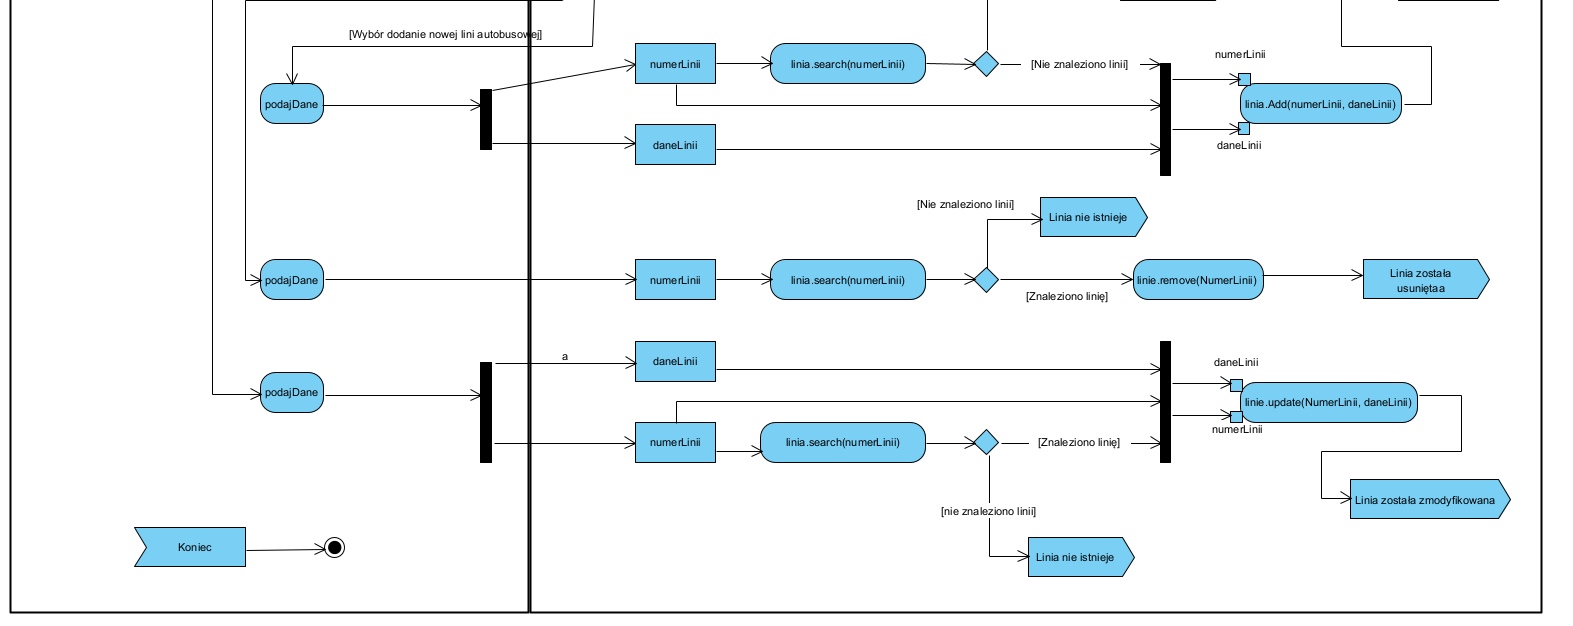 [Wybór dodanie nowej lini autobusowej]
podajDane
numerLinii
linia.search(numerLinii)
[Nie znaleziono linii]
numerLinii
linia.Add(numerLinii, daneLinii)
daneLinii
daneLinii
[Nie znaleziono linii]
Linia nie istnieje
podajDane
numerLinii
linia.search(numerLinii)
[Znaleziono linię]
linie.remove(NumerLinii)
Linia została
usuniętaa
a
daneLinii
daneLinii
podajDane
linie.update(NumerLinii, daneLinii)
numerLinii
numerLinii
linia.search(numerLinii)
[Znaleziono linię]
Linia została zmodyfikowana
[nie znaleziono linii]
Koniec
Linia nie istnieje